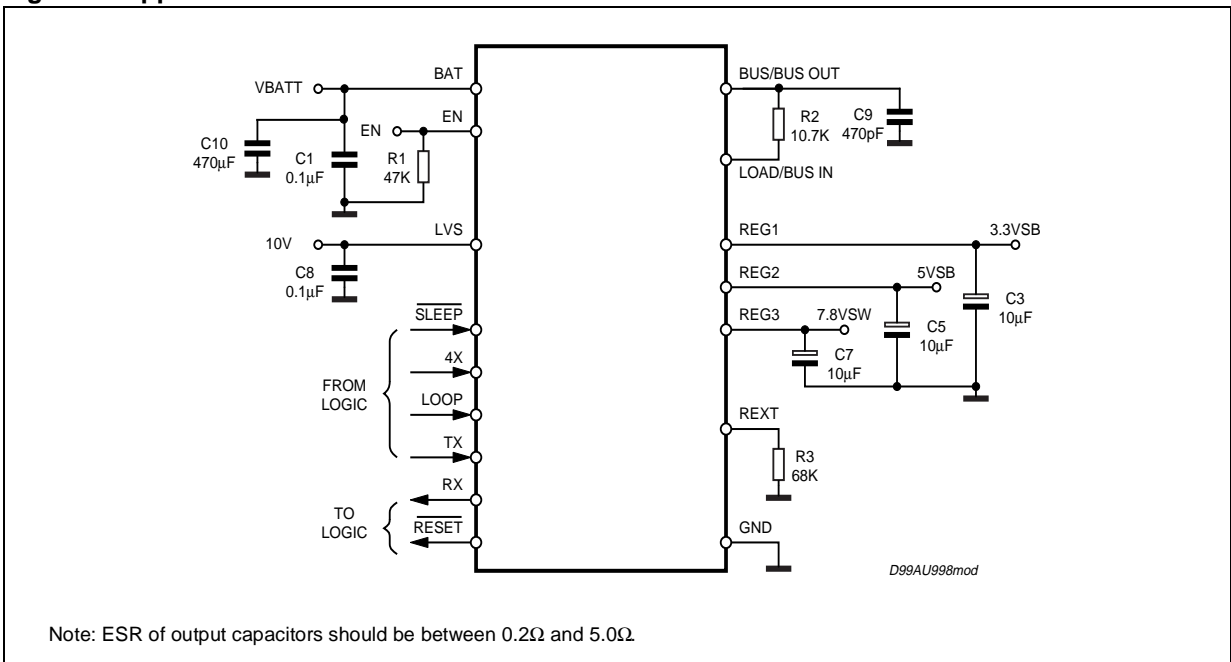 VBATT
BAT
EN
EN
C10
470µF
C1
0.1µF
R1
47K
10V
LVS
C8
0.1µF
SLEEP
4X
LOOP
TX
FROM
LOGIC
RX
RESET
TO
LOGIC
BUS/BUS OUT
R2
10.7K
C9
470pF
LOAD/BUS IN
REG1
3.3VSB
REG2
5VSB
REG3
7.8VSW
C3
10µF
C5
10µF
C7
10µF
REXT
R3
68K
GND
D99AU998mod
Note: ESR of output capacitors should be between 0.2Ω and 5.0Ω.